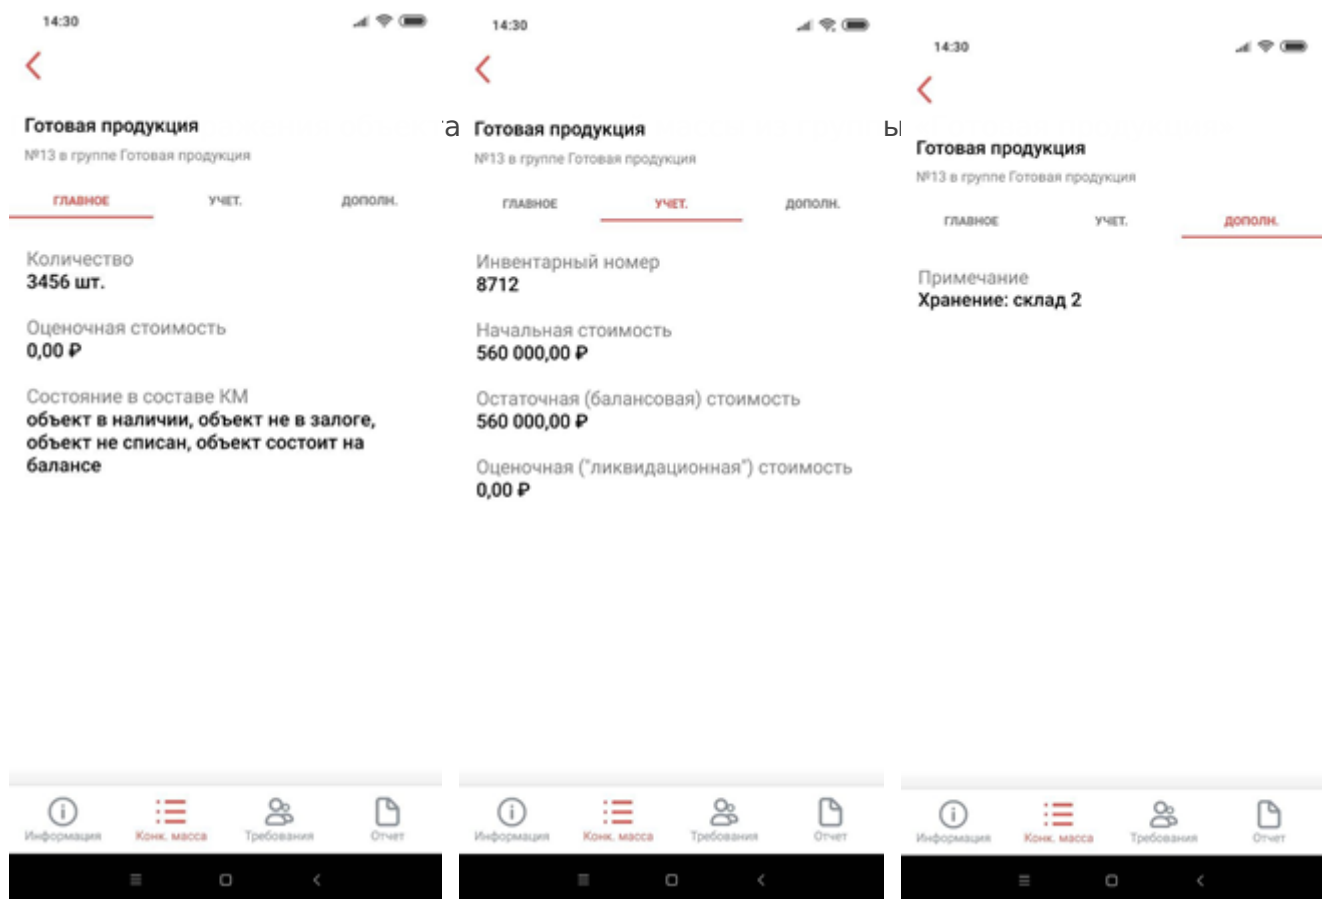 14:30
Готовая продукция
№13 в группе Готовая продукция
ГЛАВНОЕ УЧЕТ. ДОПОЛН.
Количество
3456 шт.
Оценочная стоимость
0,00 ₽
Состояние в составе КМ
объект в наличии, объект не в залоге,
объект не списан, объект состоит на
балансе
Информация Конк. масса Требования Отчет
та
14:30
Готовая продукция
№13 в группе Готовая продукция
ГЛАВНОЕ УЧЕТ. ДОПОЛН.
Инвентарный номер
8712
Начальная стоимость
560 000,00 ₽
Остаточная (балансовая) стоимость
560 000,00 ₽
Оценочная ("ликвидационная") стоимость
0,00 ₽
Информация Конк. масса Требования Отчет
ы
14:30
Готовая продукция
№13 в группе Готовая продукция
ГЛАВНОЕ УЧЕТ. ДОПОЛН.
Примечание
Хранение: склад 2
Информация Конк. масса Требования Отчет